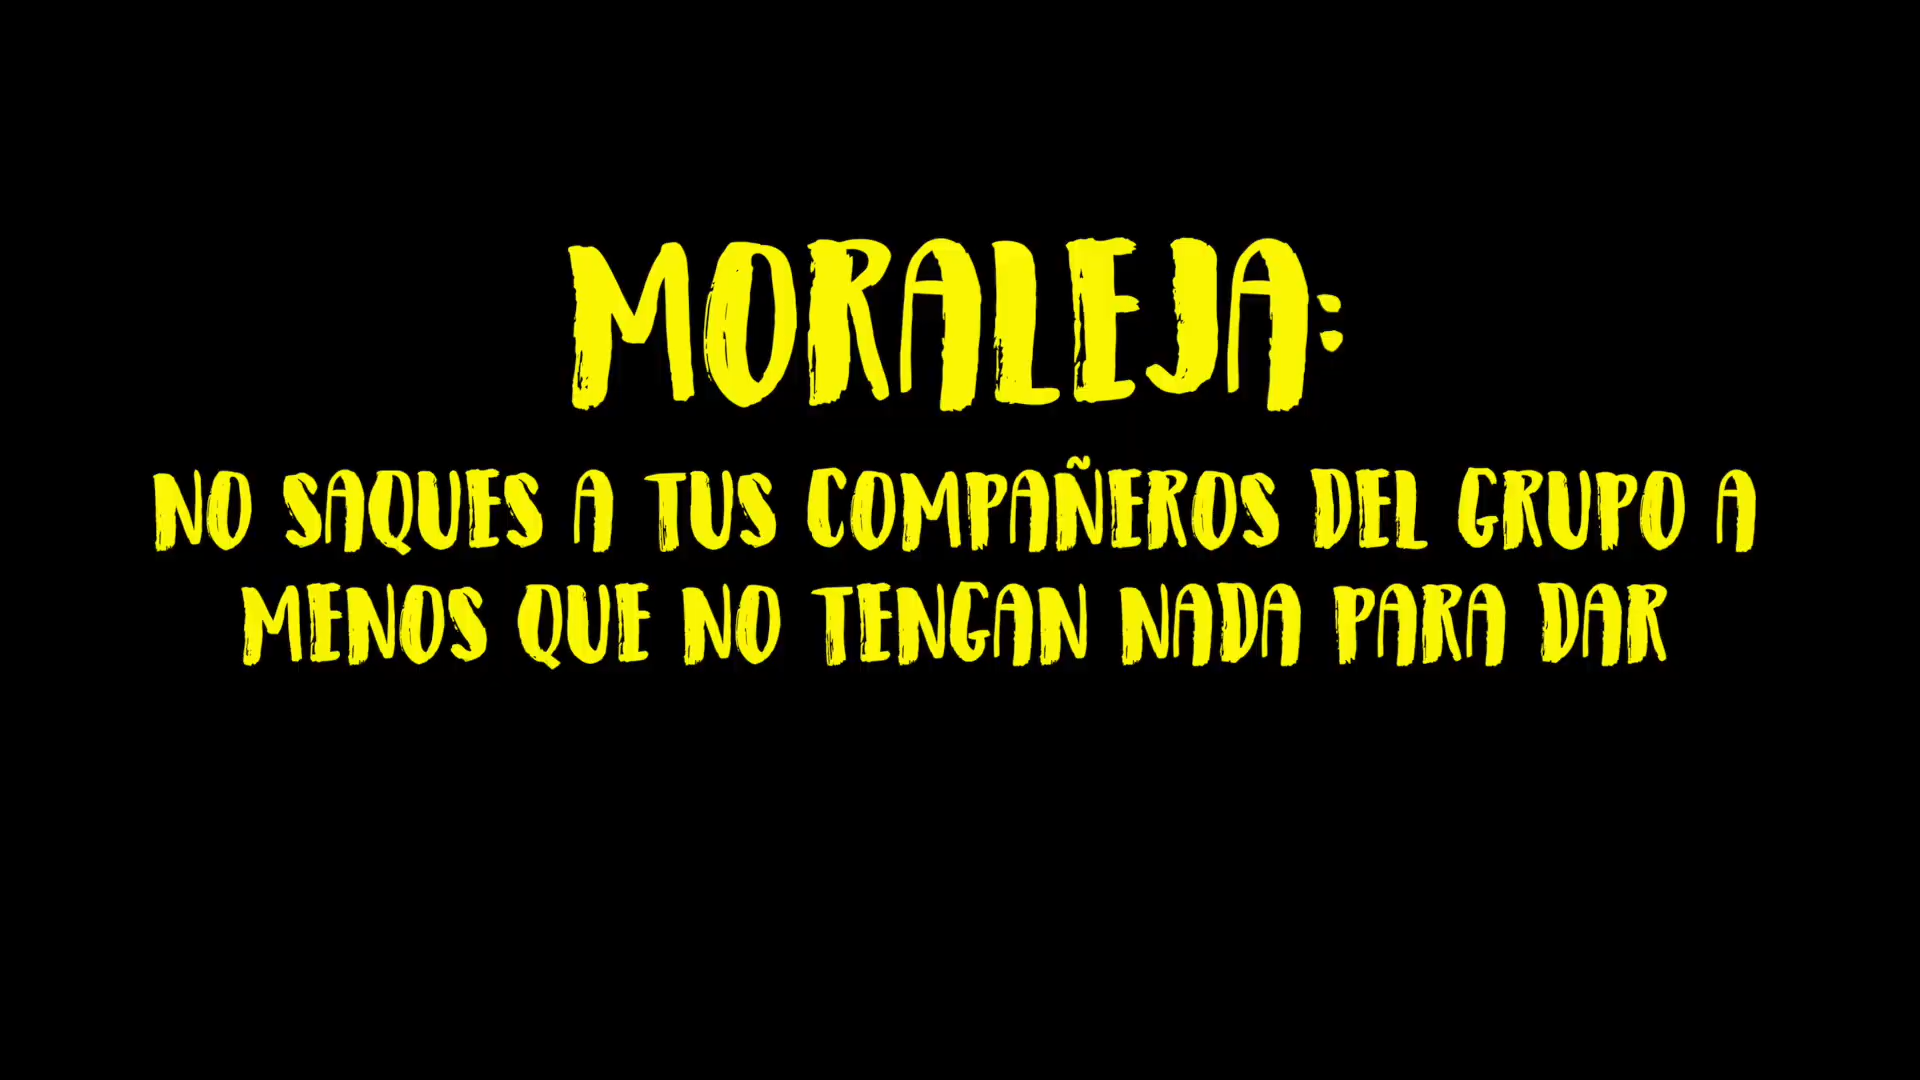 MORALEJA:
NO SAQUES A TUS COMPAÑEROS DEL GRUPO A
MENOS QUE NO TENGAN NADA PARA DAR